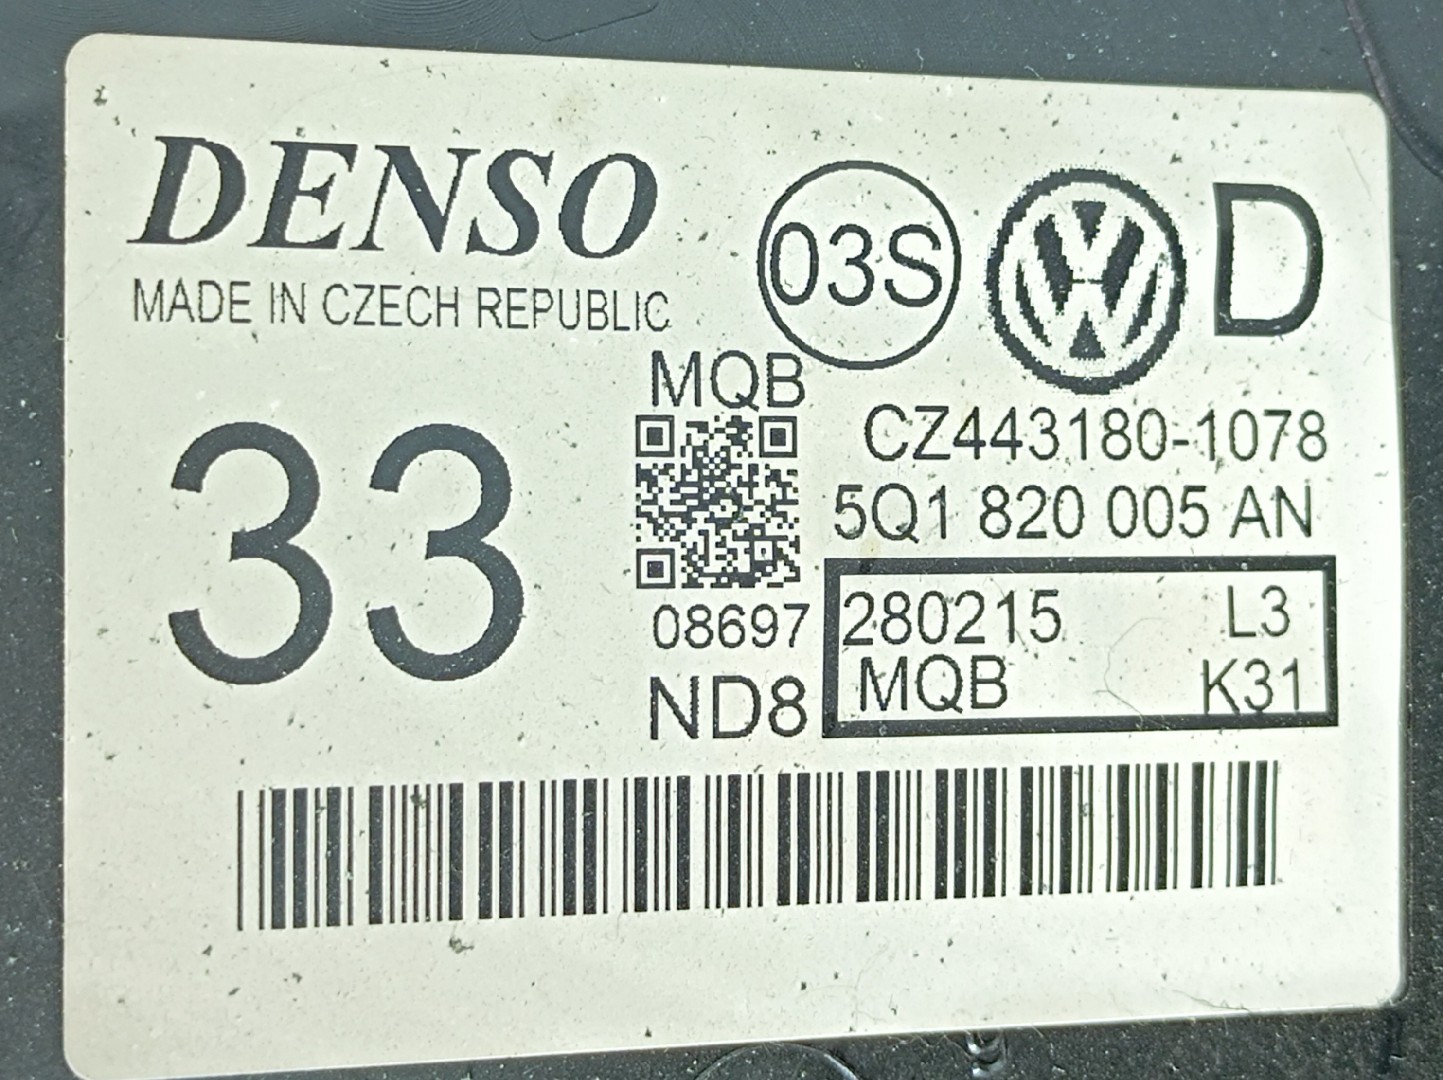 DENSO
MADE IN CZECH REPUBLIC
03S
D
MQB
33
CZ443180-1078
5Q1 820 005 AN
08697
280215 L3
MQB K31
ND8